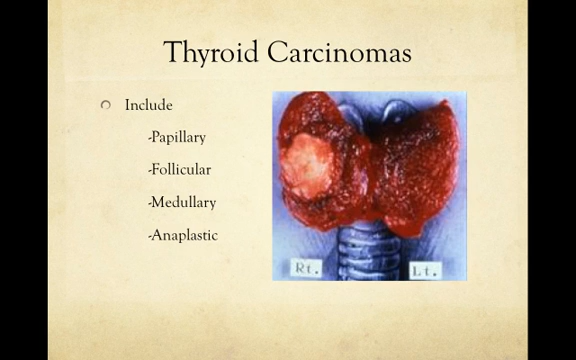 Thyroid Carcinomas
Include
-Papillary
-Follicular
-Medullary
-Anaplastic
Rt.
Lt.